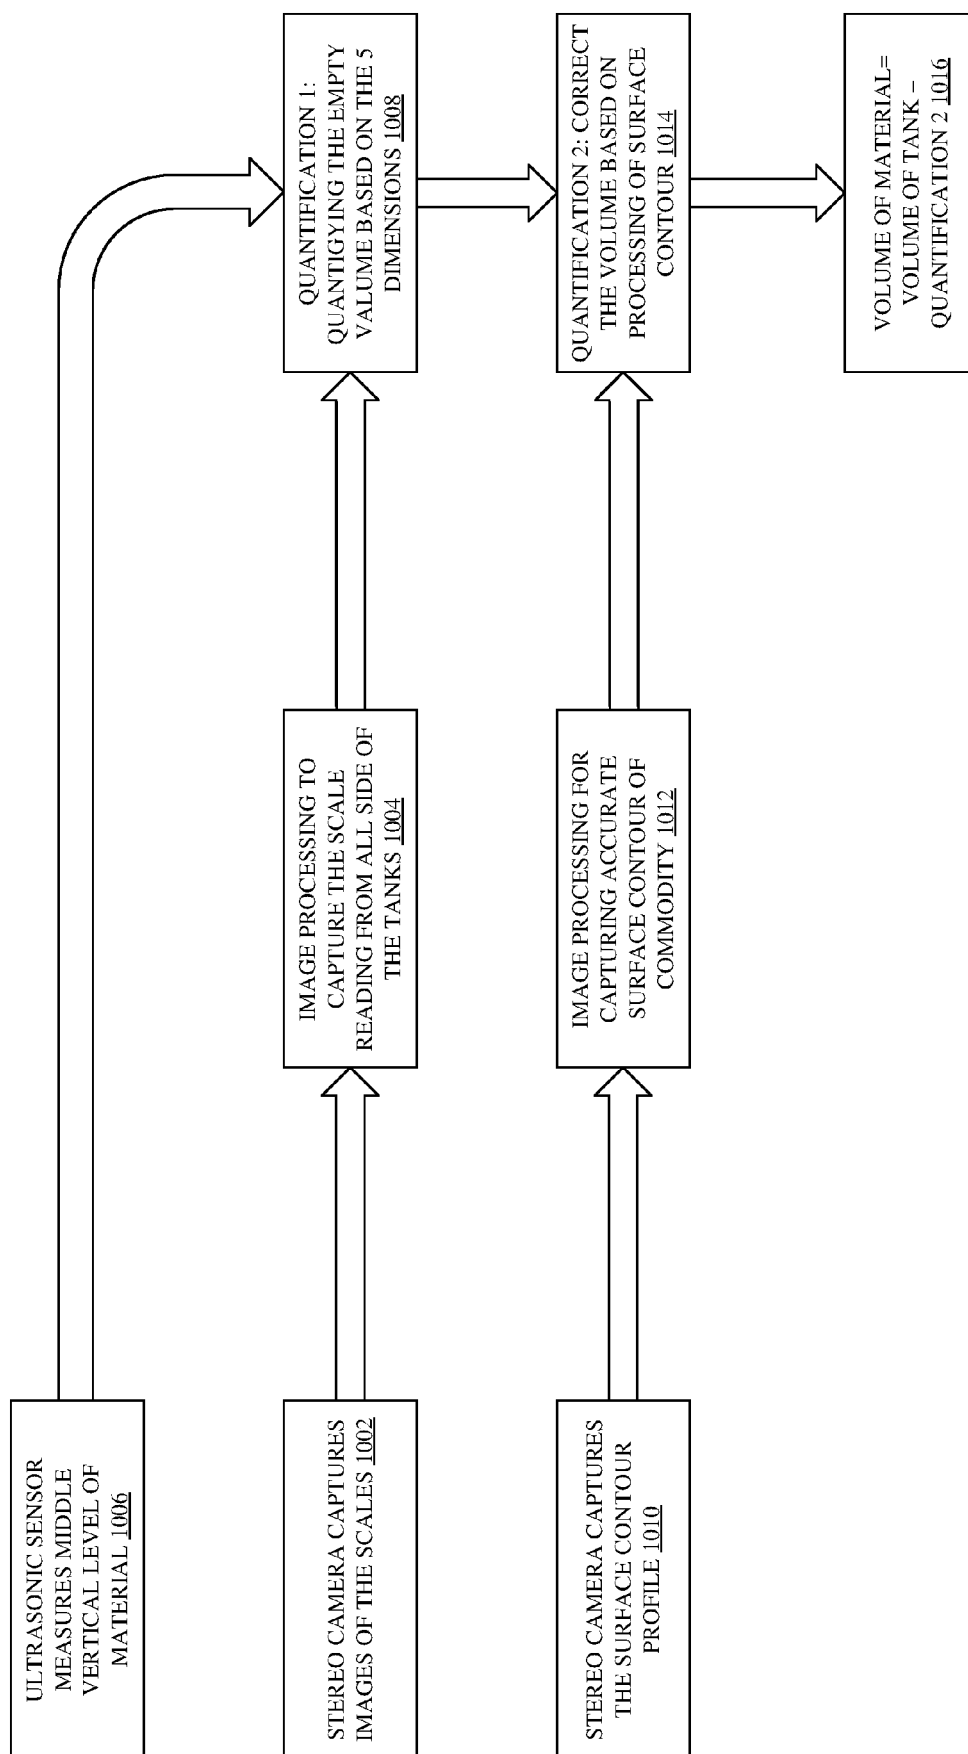 ULTRASONIC SENSOR
MEASURES MIDDLE
VERTICAL LEVEL OF
MATERIAL 1006
STEREO CAMERA CAPTURES
IMAGES OF THE SCALES 1002
IMAGE PROCESSING TO
CAPTURE THE SCALE
READING FROM ALL SIDE OF
THE TANKS 1004
QUANTIFICATION 1:
QUANTIGYING THE EMPTY
VALUME BASED ON THE 5
DIMENSIONS 1008
STEREO CAMERA CAPTURES
THE SURFACE CONTOUR
PROFILE 1010
IMAGE PROCESSING FOR
CAPTURING ACCURATE
SURFACE CONTOUR OF
COMMODITY 1012
QUANTIFICATION 2: CORRECT
THE VOLUME BASED ON
PROCESSING OF SURFACE
CONTOUR 1014
VOLUME OF MATERIAL=
VOLUME OF TANK –
QUANTIFICATION 2 1016